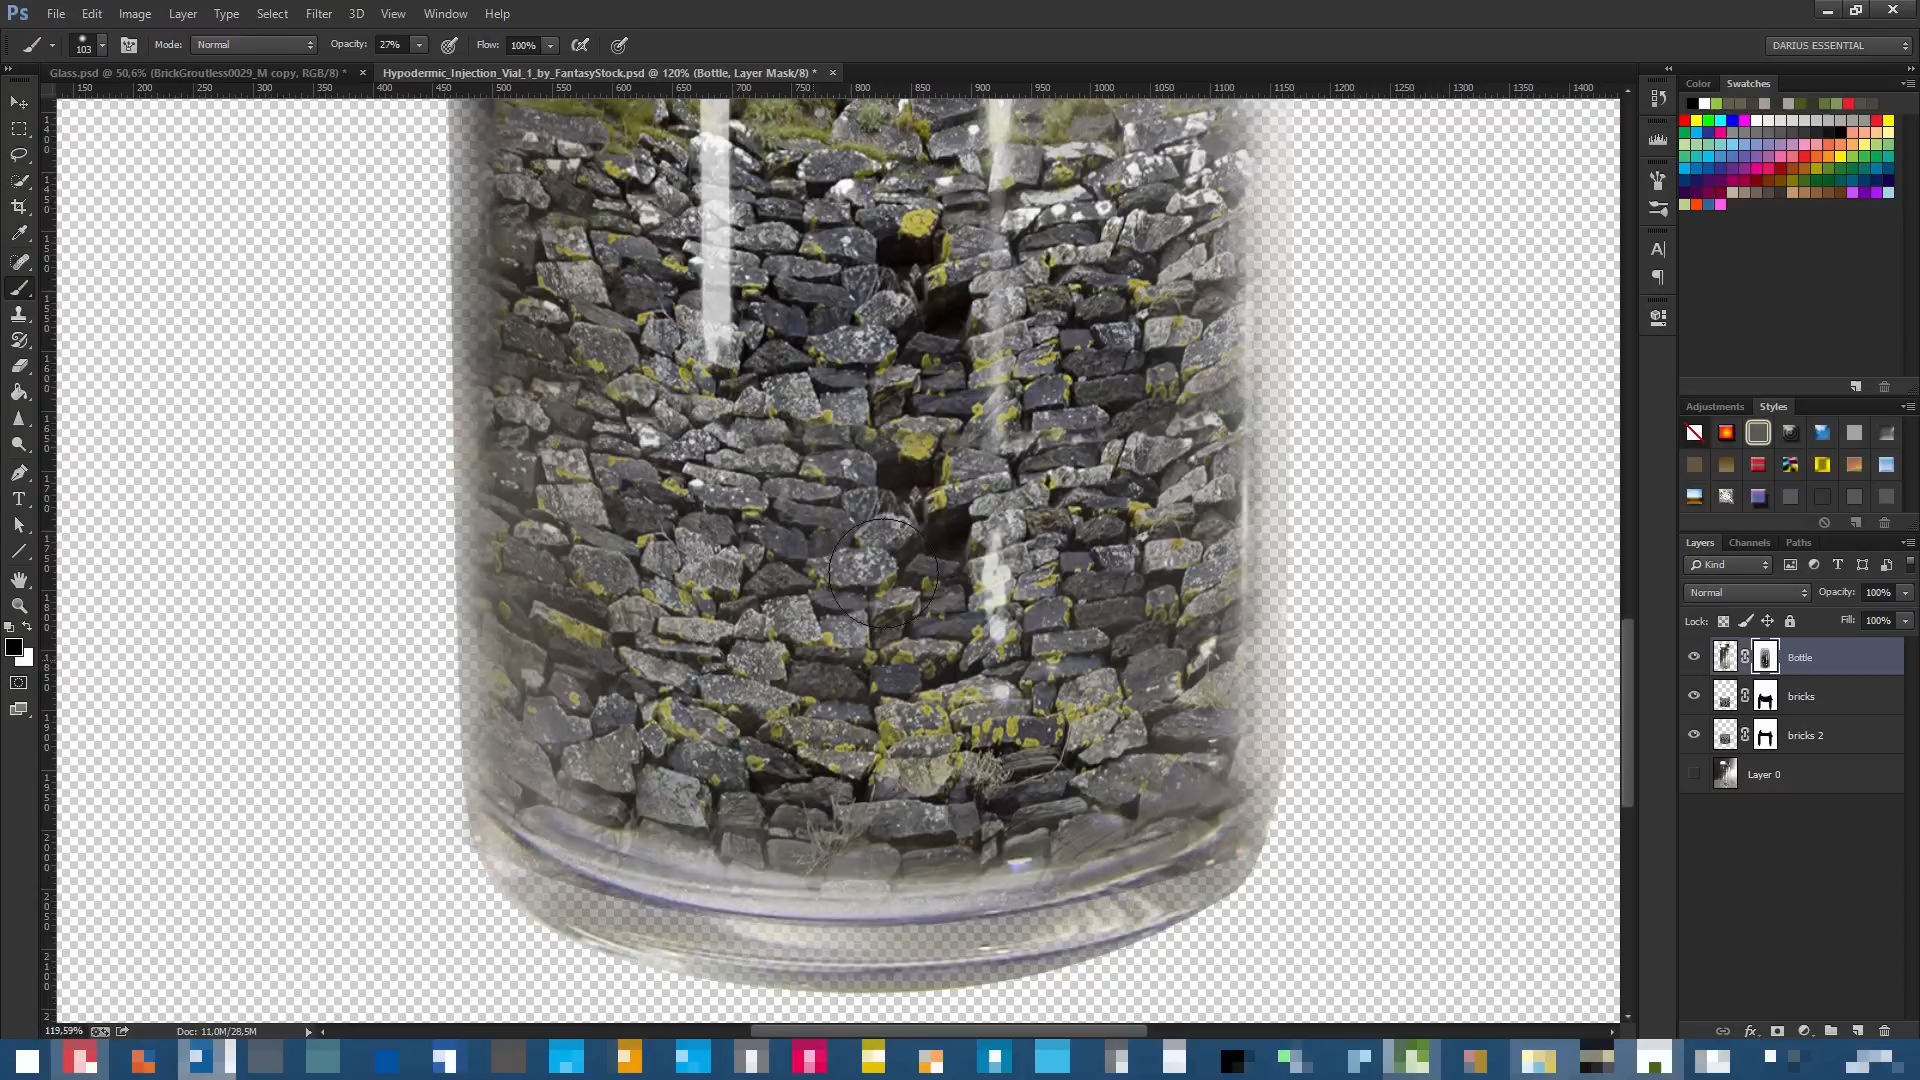 Ps File Edit Image Layer Type Select Filter 3D View Window Help
103 Mode: Normal Opacity: 27% Flow: 100% DARIUS ESSENTIAL
Glass.psd @ 50,6% (BrickGroutless0029_M copy, RGB/8) * × Hypodermic_Injection_Vial_1_by_FantasyStock.psd @ 120% (Bottle, Layer Mask/8) * ×
150 200 250 300 350 400 450 500 550 600 650 700 750 800 850 900 950 1000 1050 1100 1150 1200 1250 1300 1350 1400
Color Swatches
Adjustments Styles
Layers Channels Paths
Kind
Normal Opacity: 100%
Lock: Fill: 100%
Bottle
bricks
bricks 2
Layer 0
119,59% Doc: 11,0M/28,5M